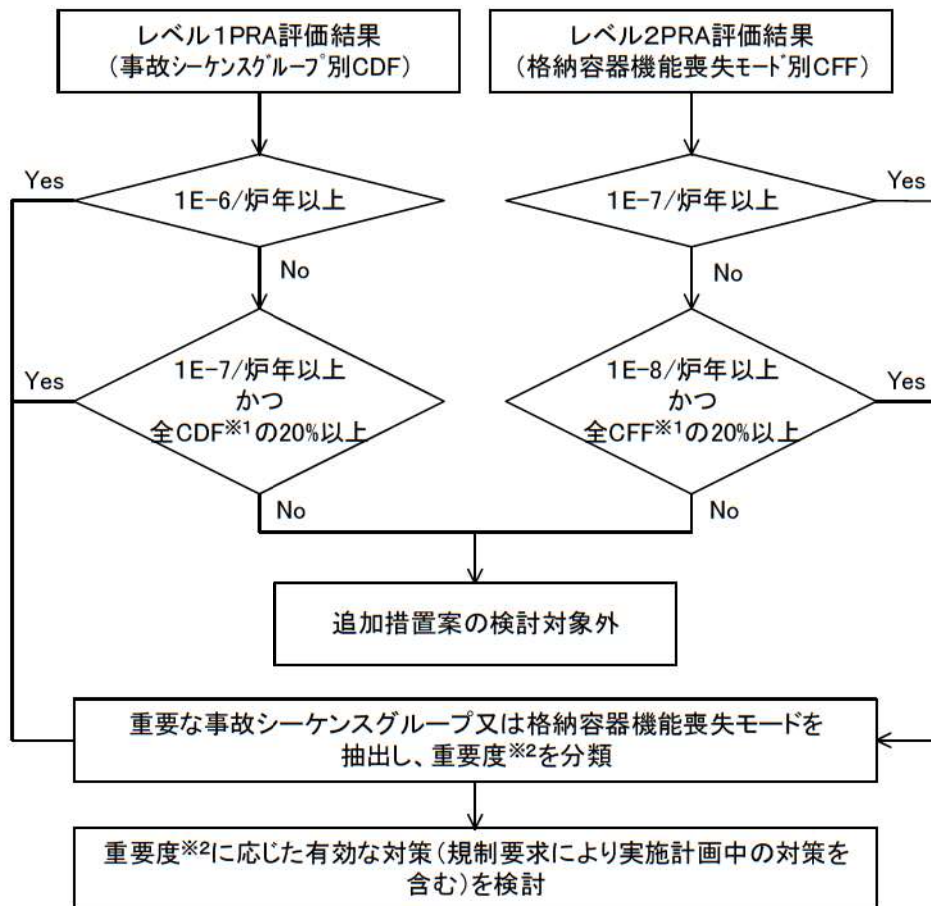 レベル1PRA評価結果
（事故シーケンスグループ別CDF）
レベル2PRA評価結果
（格納容器機能喪失モード別CFF）
Yes
1E-6/炉年以上
1E-7/炉年以上
Yes
No
No
Yes
1E-7/炉年以上
かつ
全CDF※1の20%以上
1E-8/炉年以上
かつ
全CFF※1の20%以上
Yes
No
No
追加措置案の検討対象外
重要な事故シーケンスグループ又は格納容器機能喪失モードを
抽出し、重要度※2を分類
重要度※2に応じた有効な対策（規制要求により実施計画中の対策を
含む）を検討